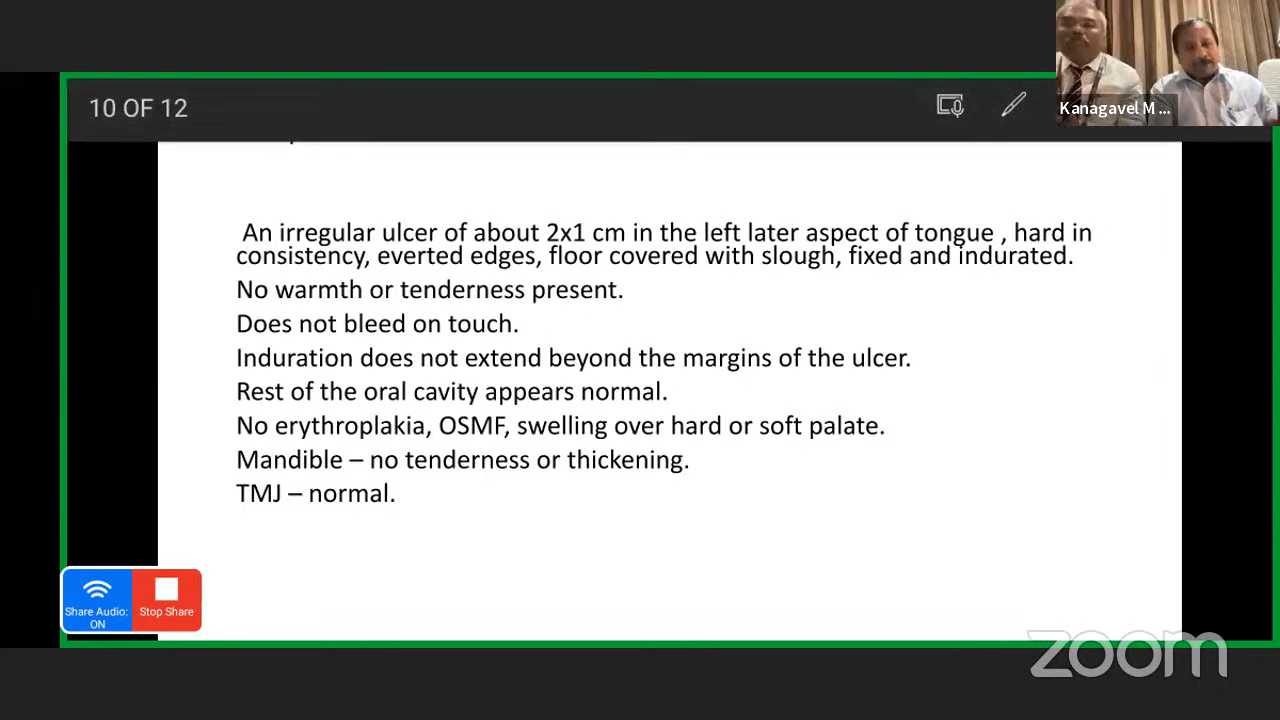 Kanagavel M ...
10 OF 12
An irregular ulcer of about 2x1 cm in the left later aspect of tongue , hard in
consistency, everted edges, floor covered with slough, fixed and indurated.
No warmth or tenderness present.
Does not bleed on touch.
Induration does not extend beyond the margins of the ulcer.
Rest of the oral cavity appears normal.
No erythroplakia, OSMF, swelling over hard or soft palate.
Mandible – no tenderness or thickening.
TMJ – normal.
Share Audio: Stop Share
ON
zoom